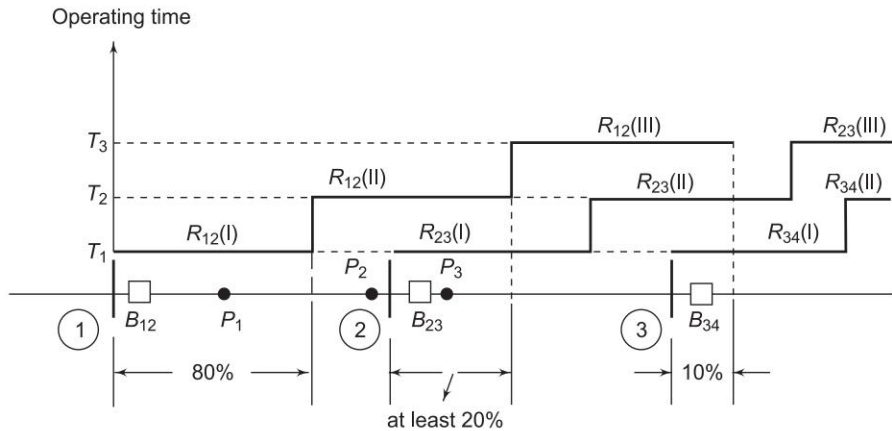 Operating time
T3
R12(III)
R23(III)
T2
R12(II)
R23(II)
R34(II)
T1
R12(I)
R23(I)
R34(I)
P2
P3
1
B12
P1
2
B23
3
B34
80%
10%
at least 20%